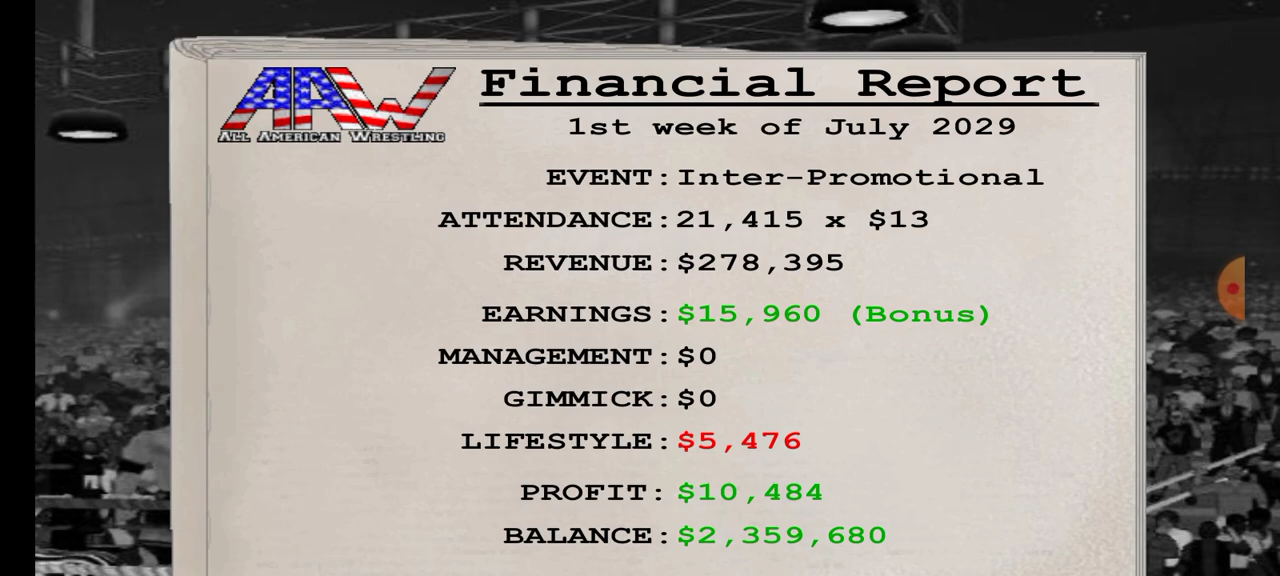 AAW
ALL AMERICAN WRESTLING
Financial Report
1st week of July 2029
EVENT: Inter-Promotional
ATTENDANCE: 21,415 x $13
REVENUE: $278,395
EARNINGS: $15,960 (Bonus)
MANAGEMENT: $0
GIMMICK: $0
LIFESTYLE: $5,476
PROFIT: $10,484
BALANCE: $2,359,680